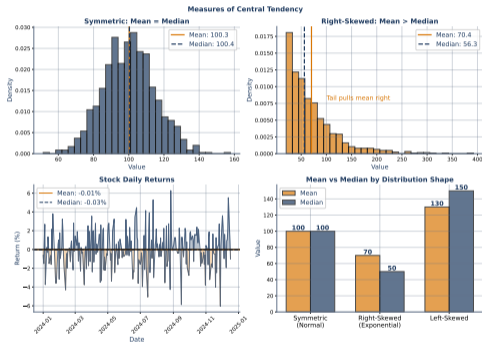 Measures of Central Tendency
Symmetric: Mean = Median
0.030
0.025
0.020
0.015
0.010
0.005
0.000
Density
60
80
100
120
140
160
Value
Mean: 100.3
Median: 100.4
Right-Skewed: Mean > Median
0.0175
0.0150
0.0125
0.0100
0.0075
0.0050
0.0025
0.0000
Density
50
100
150
200
250
300
350
400
Value
Mean: 70.4
Median: 56.3
Tail pulls mean right
Stock Daily Returns
6
4
2
0
−2
−4
−6
Return (%)
2024-01
2024-03
2024-05
2024-07
2024-09
2024-11
2025-01
Date
Mean: -0.01%
Median: -0.03%
Mean vs Median by Distribution Shape
140
120
100
80
60
40
20
0
Value
Mean
Median
100
100
70
50
130
150
Symmetric
(Normal)
Right-Skewed
(Exponential)
Left-Skewed